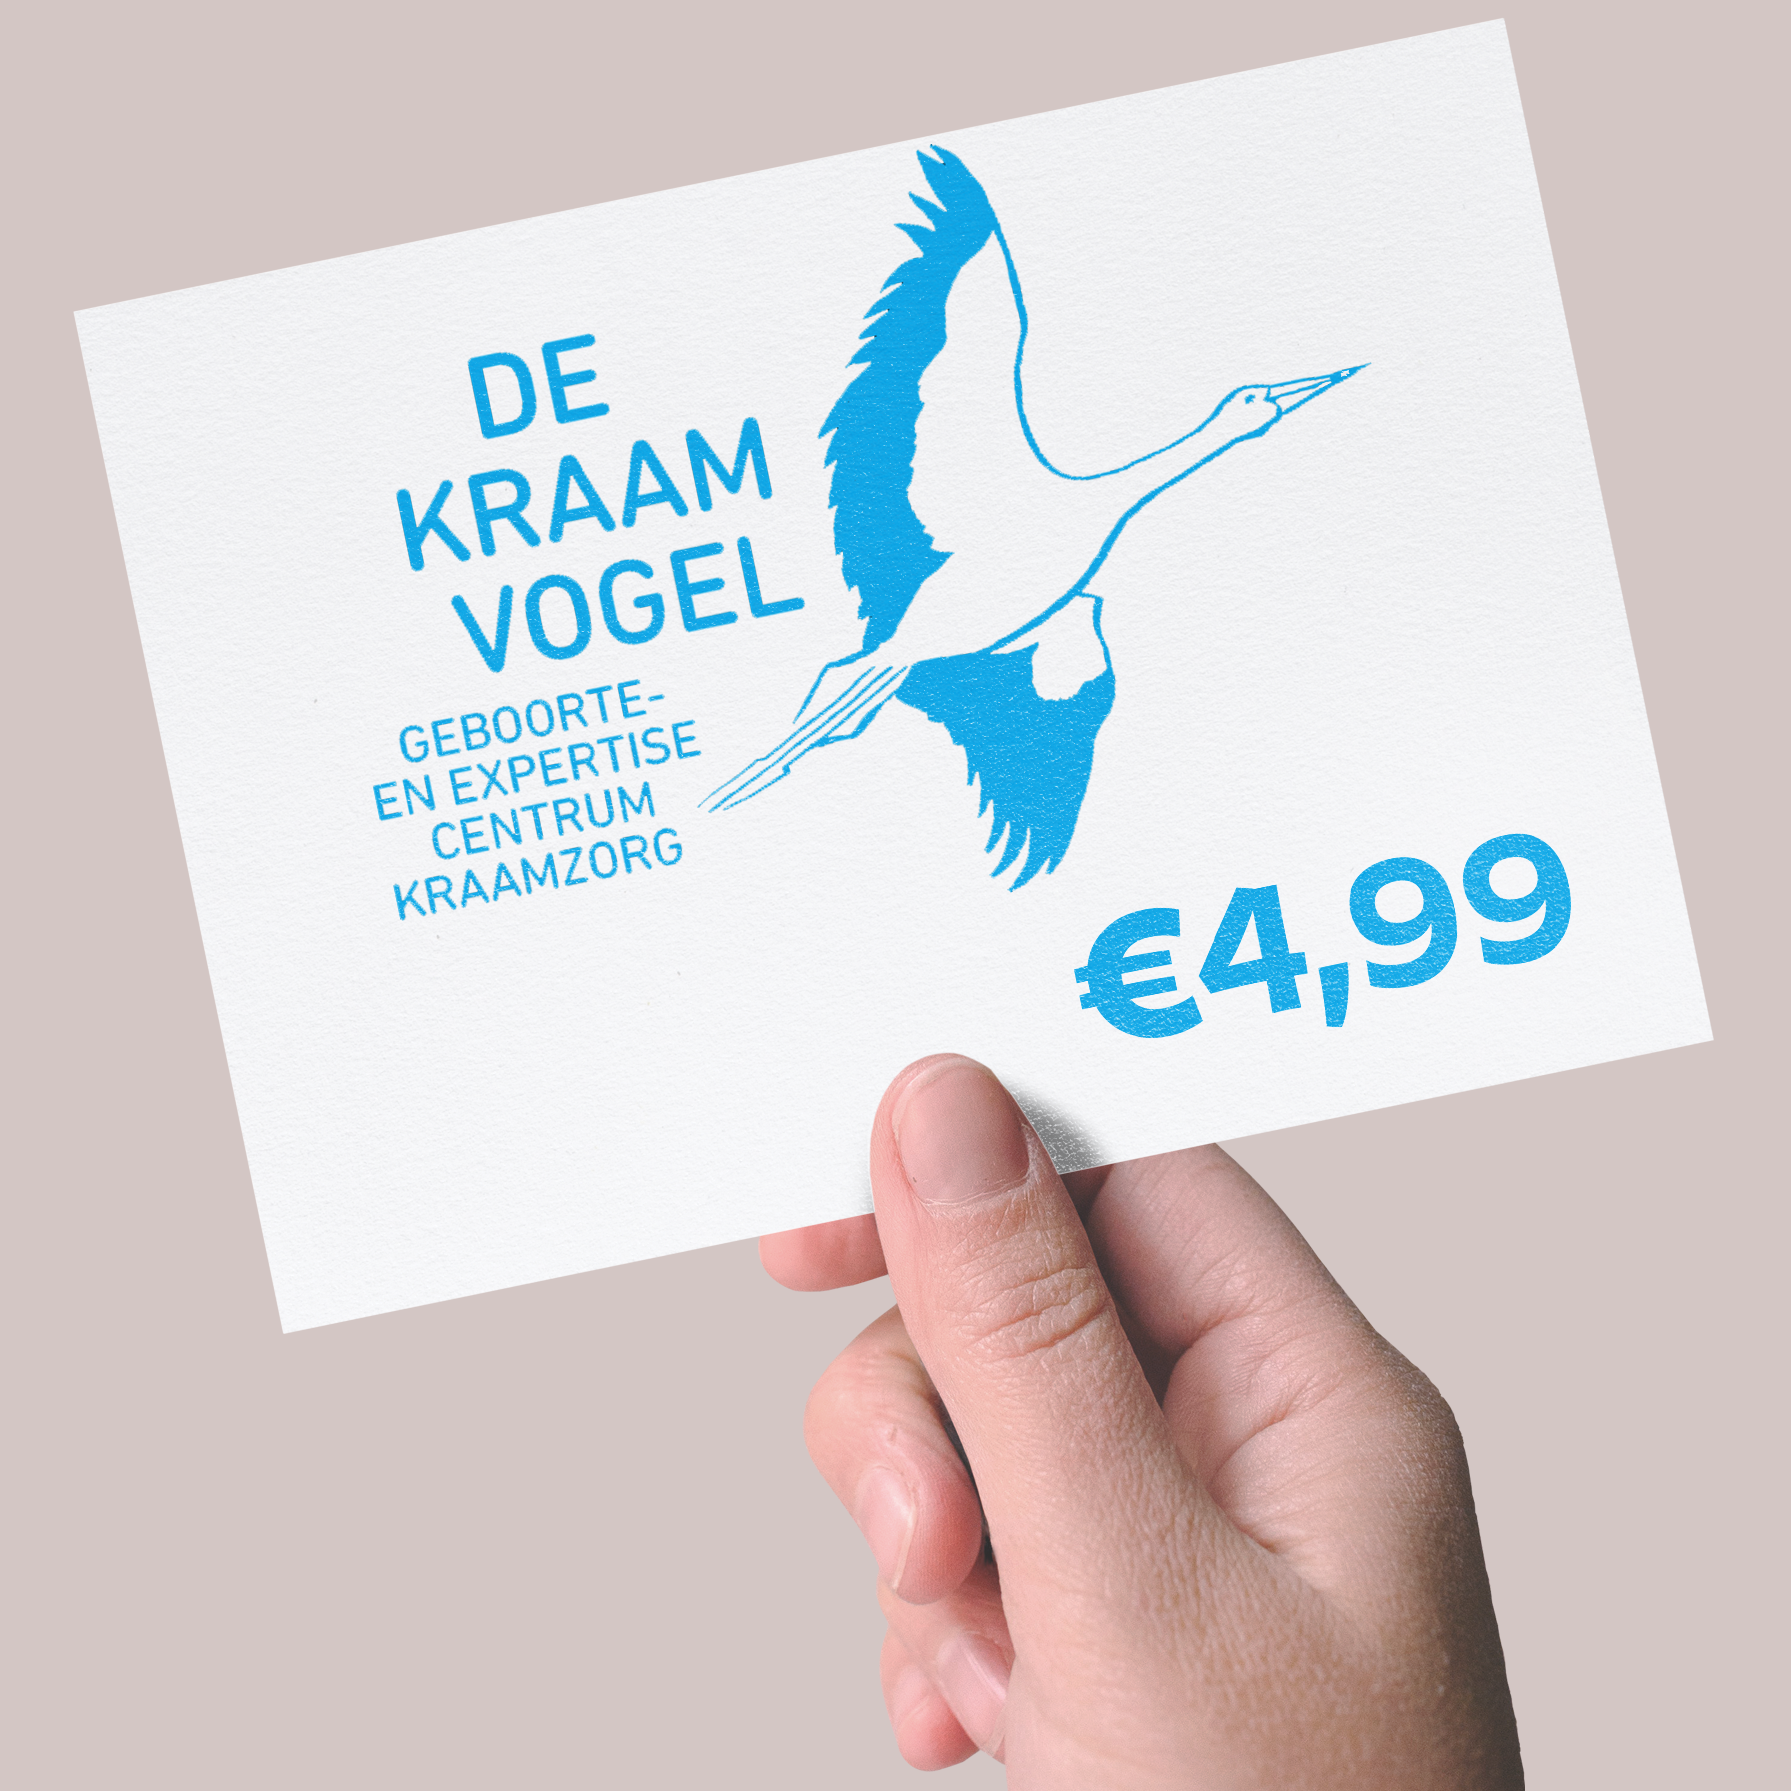 DE
KRAAM
VOGEL
GEBOORTE-
EN EXPERTISE
CENTRUM
KRAAMZORG
€4,99